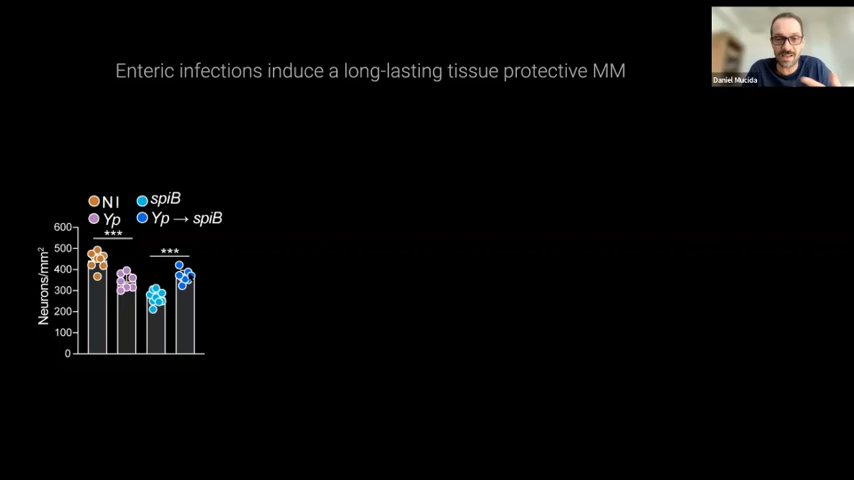 Enteric infections induce a long-lasting tissue protective MM
Daniel Mucida
NI
spiB
Yp
Yp → spiB
***
***
Neurons/mm²
600
500
400
300
200
100
0